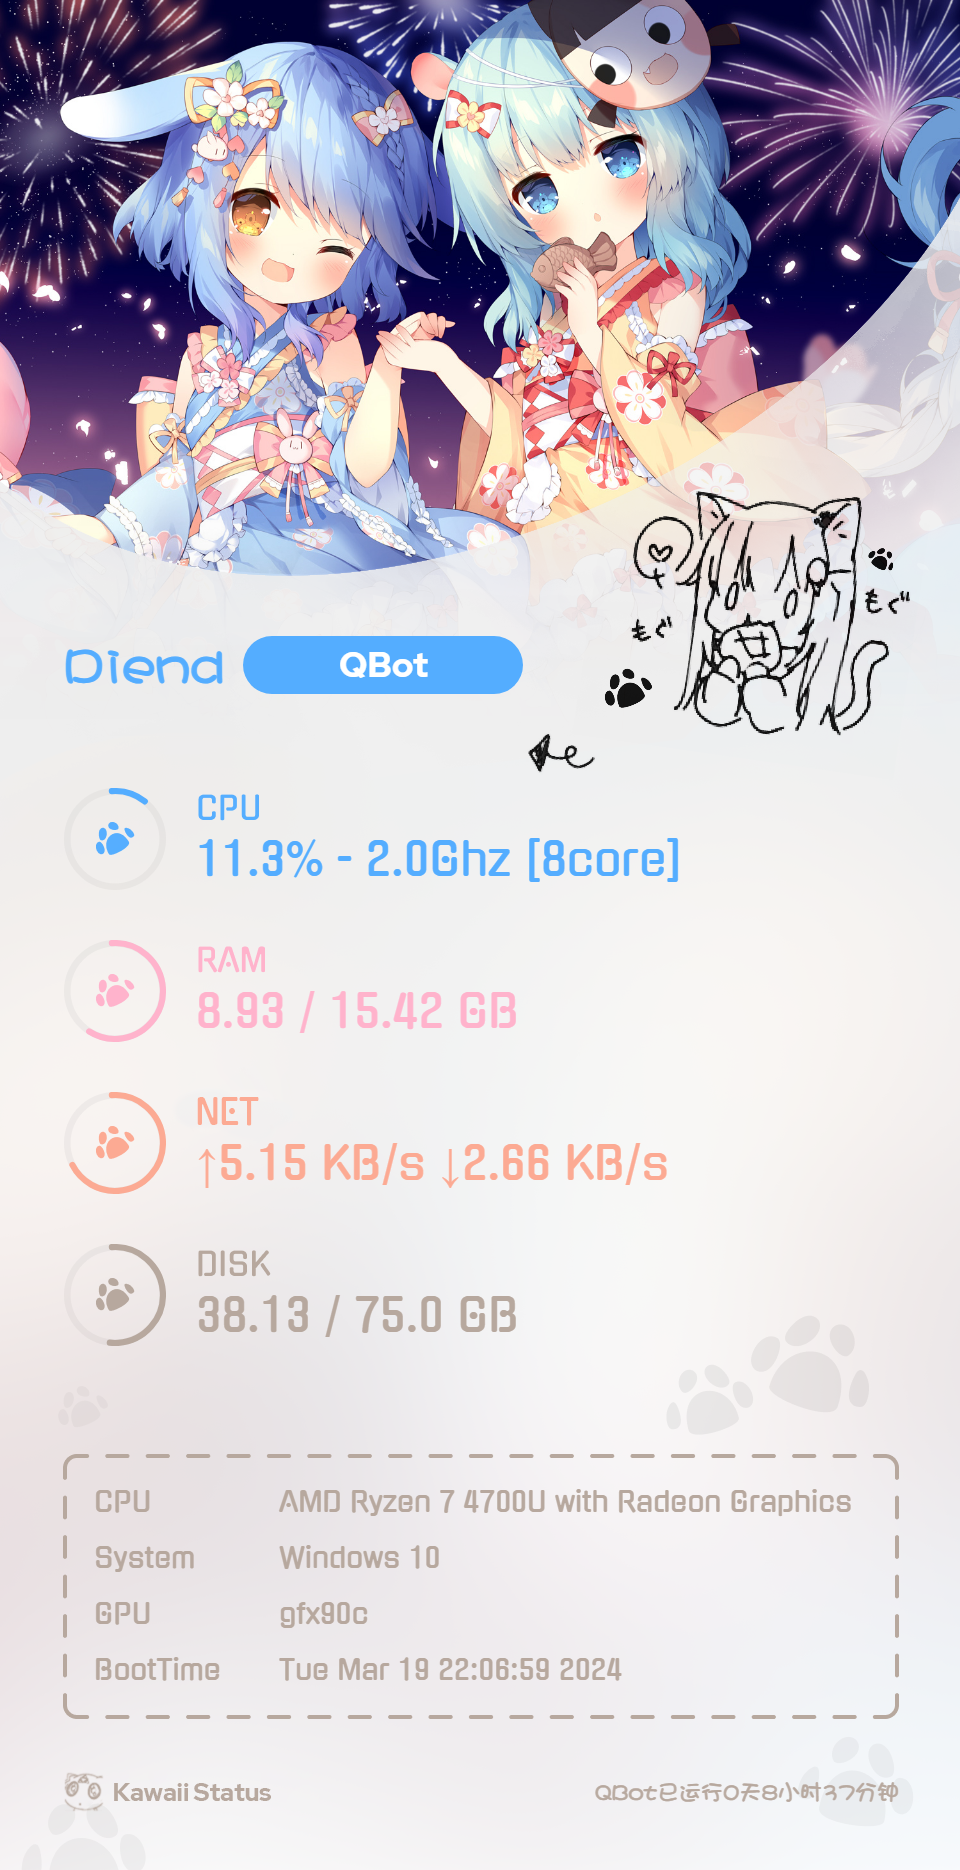 もぐ
もぐ
Diend QBot
CPU
11.3% - 2.0Ghz [8core]
RAM
8.93 / 15.42 GB
NET
↑5.15 KB/s ↓2.66 KB/s
DISK
38.13 / 75.0 GB
CPU AMD Ryzen 7 4700U with Radeon Graphics
System Windows 10
GPU gfx90c
BootTime Tue Mar 19 22:06:59 2024
Kawaii Status
QBot已运行0天8小时37分钟